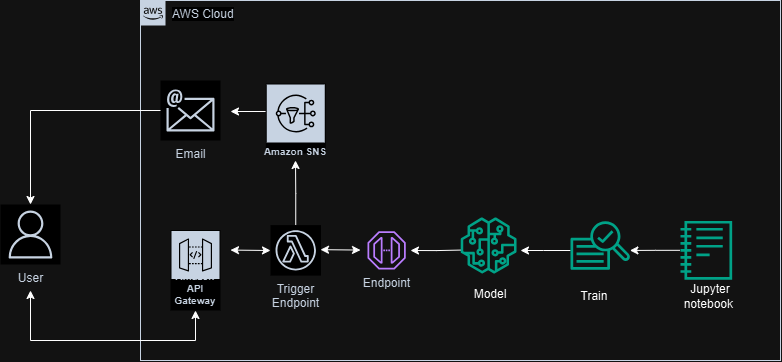 aws
AWS Cloud
@
Email
Amazon SNS
User
</>
API
Gateway
Trigger
Endpoint
Endpoint
Model
Train
Jupyter
notebook